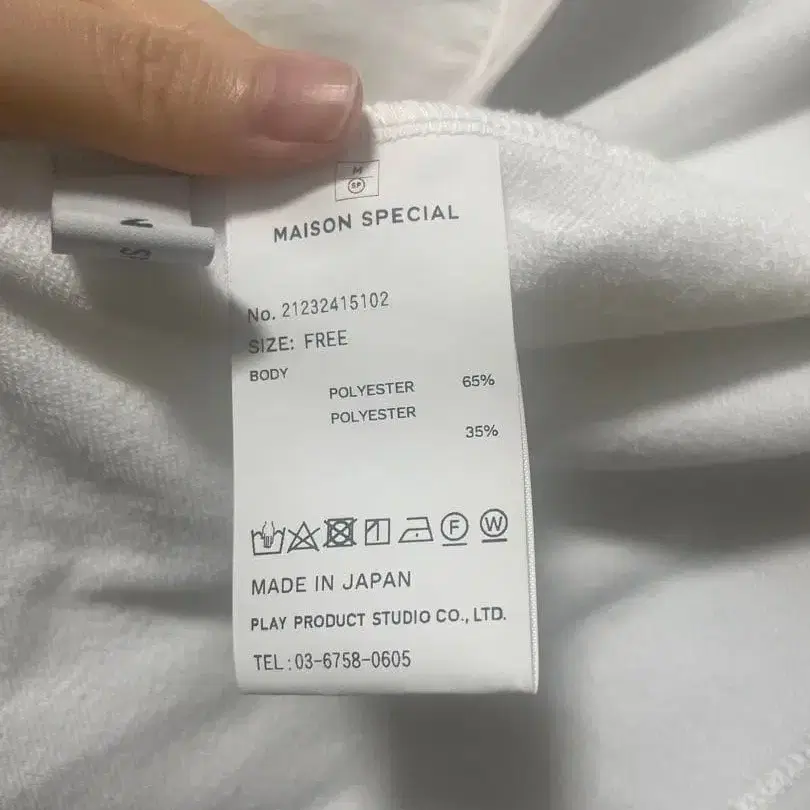 M
SP
MAISON SPECIAL
No. 21232415102
SIZE: FREE
BODY
POLYESTER 65%
POLYESTER
35%
F W
MADE IN JAPAN
PLAY PRODUCT STUDIO CO., LTD.
TEL:03-6758-0605